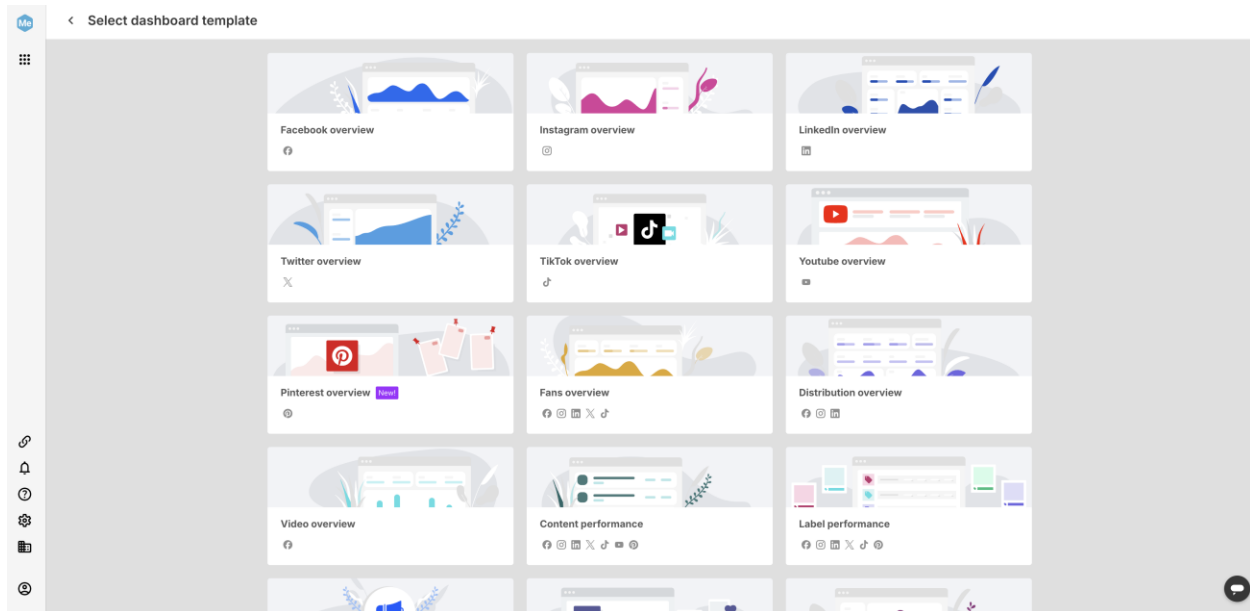 Me
Select dashboard template
Facebook overview
Instagram overview
LinkedIn overview
Twitter overview
TikTok overview
Youtube overview
Pinterest overview New!
Fans overview
Distribution overview
Video overview
Content performance
Label performance